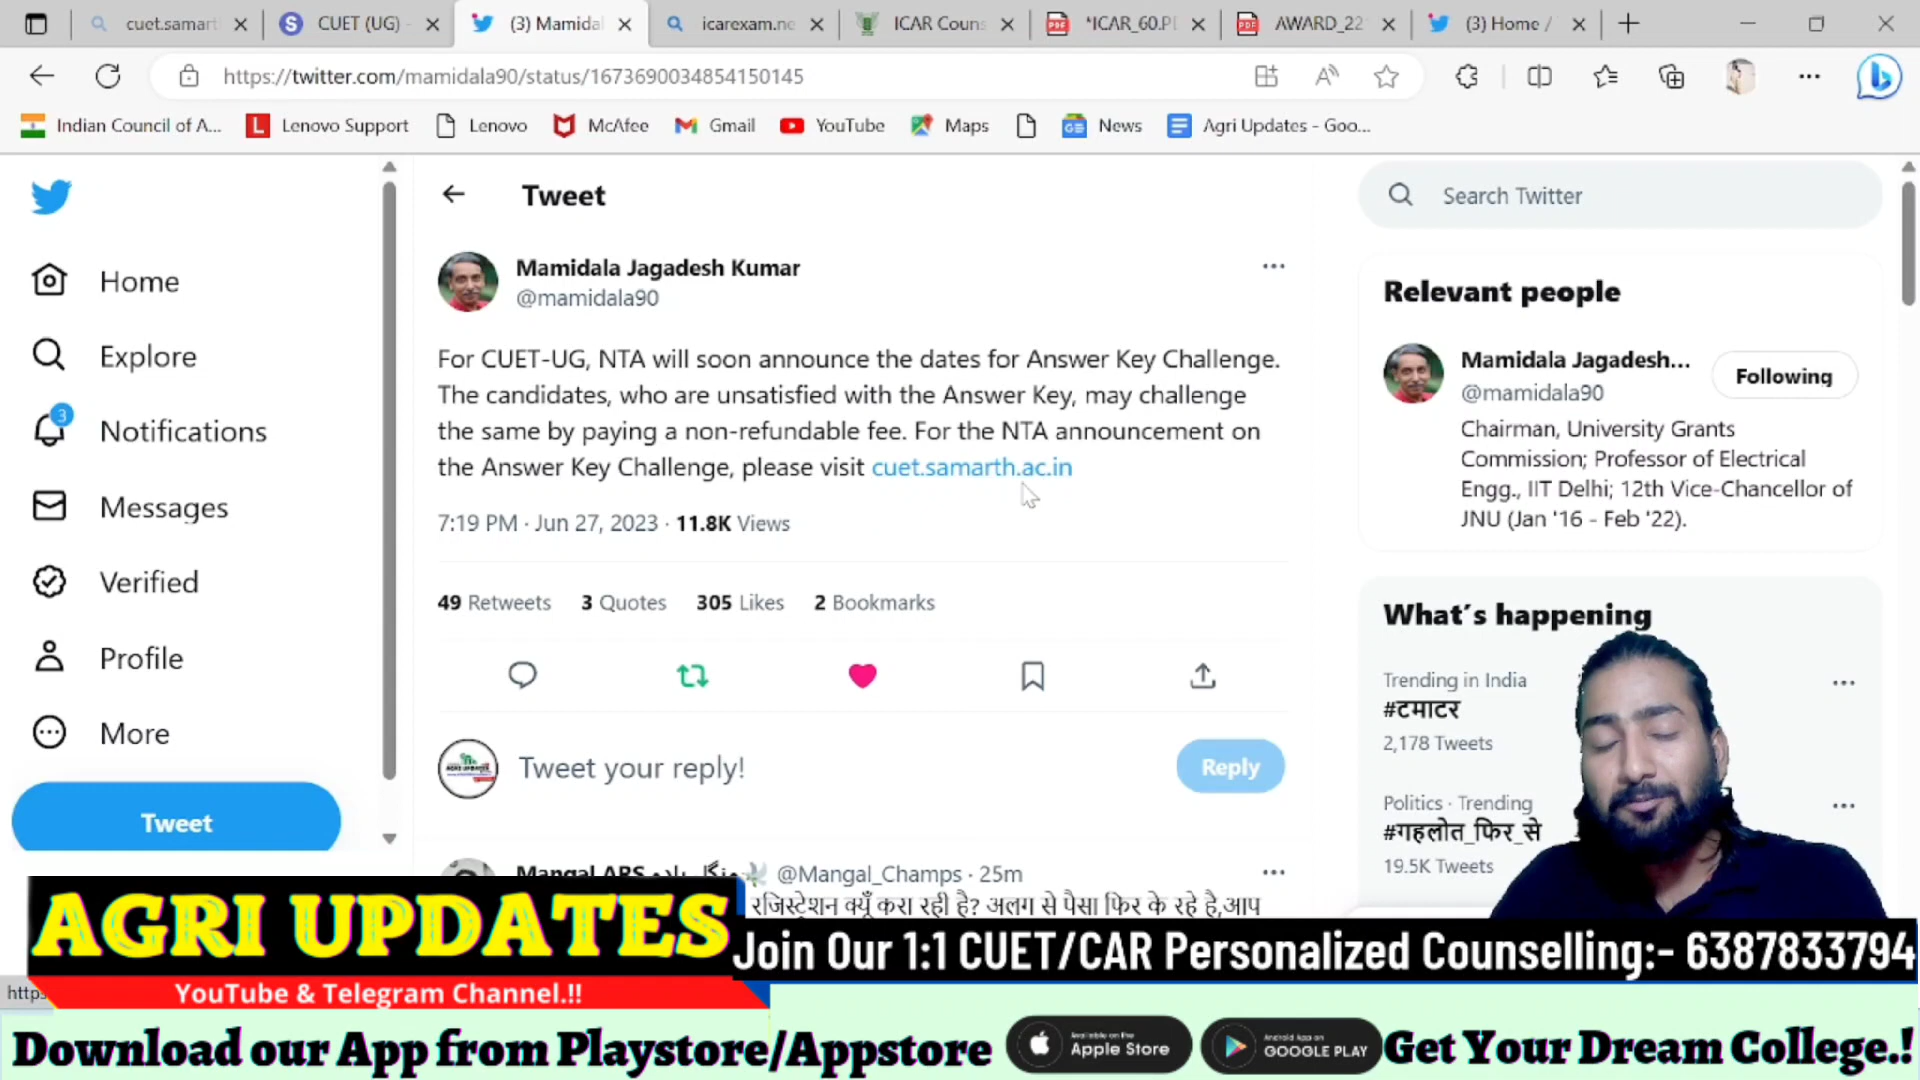 cuet.samart
CUET (UG) -
(3) Mamidal
icarexam.ne
ICAR Couns
*ICAR_60.PI
AWARD_22
(3) Home /
https://twitter.com/mamidala90/status/1673690034854150145
Indian Council of A...
Lenovo Support
Lenovo
McAfee
Gmail
YouTube
Maps
News
Agri Updates - Goo...
Home
Explore
3
Notifications
Messages
Verified
Profile
More
Tweet
Tweet
Mamidala Jagadesh Kumar
@mamidala90
For CUET-UG, NTA will soon announce the dates for Answer Key Challenge.
The candidates, who are unsatisfied with the Answer Key, may challenge
the same by paying a non-refundable fee. For the NTA announcement on
the Answer Key Challenge, please visit cuet.samarth.ac.in
7:19 PM · Jun 27, 2023 · 11.8K Views
49 Retweets 3 Quotes 305 Likes 2 Bookmarks
Tweet your reply!
Reply
@Mangal_Champs · 25m
रजिस्ट्रेशन क्यूँ करा रही है? अलग से पैसा फिर के रहे है,आप
Search Twitter
Relevant people
Mamidala Jagadesh...
@mamidala90
Following
Chairman, University Grants
Commission; Professor of Electrical
Engg., IIT Delhi; 12th Vice-Chancellor of
JNU (Jan '16 - Feb '22).
What's happening
Trending in India
#टमाटर
2,178 Tweets
Politics · Trending
#गहलोत_फिर_से
19.5K Tweets
AGRI UPDATES
YouTube & Telegram Channel.!!
Join Our 1:1 CUET/CAR Personalized Counselling:- 6387833794
Download our App from Playstore/Appstore
Available on the
Apple Store
Android App on
GOOGLE PLAY
Get Your Dream College.!